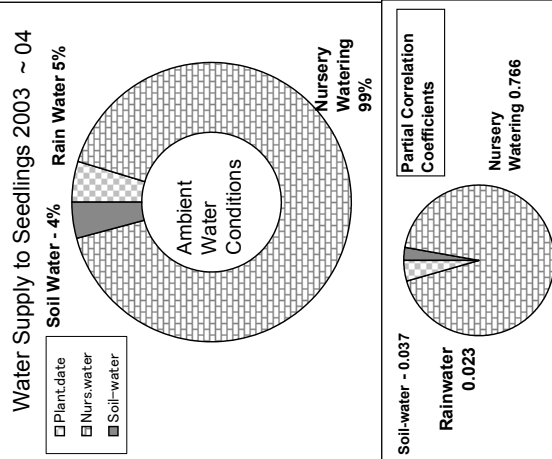 Water Supply to Seedlings 2003 ~ 04
Plant.date
Nurs.water
Soil-water
Soil Water - 4%
Rain Water 5%
Ambient
Water
Conditions
Nursery
Watering
99%
Partial Correlation
Coefficients
Soil-water - 0.037
Rainwater
0.023
Nursery
Watering 0.766